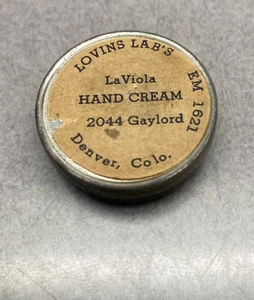 LOVINS LAB'S
EM 1621
LaViola
HAND CREAM
2044 Gaylord
Denver, Colo.